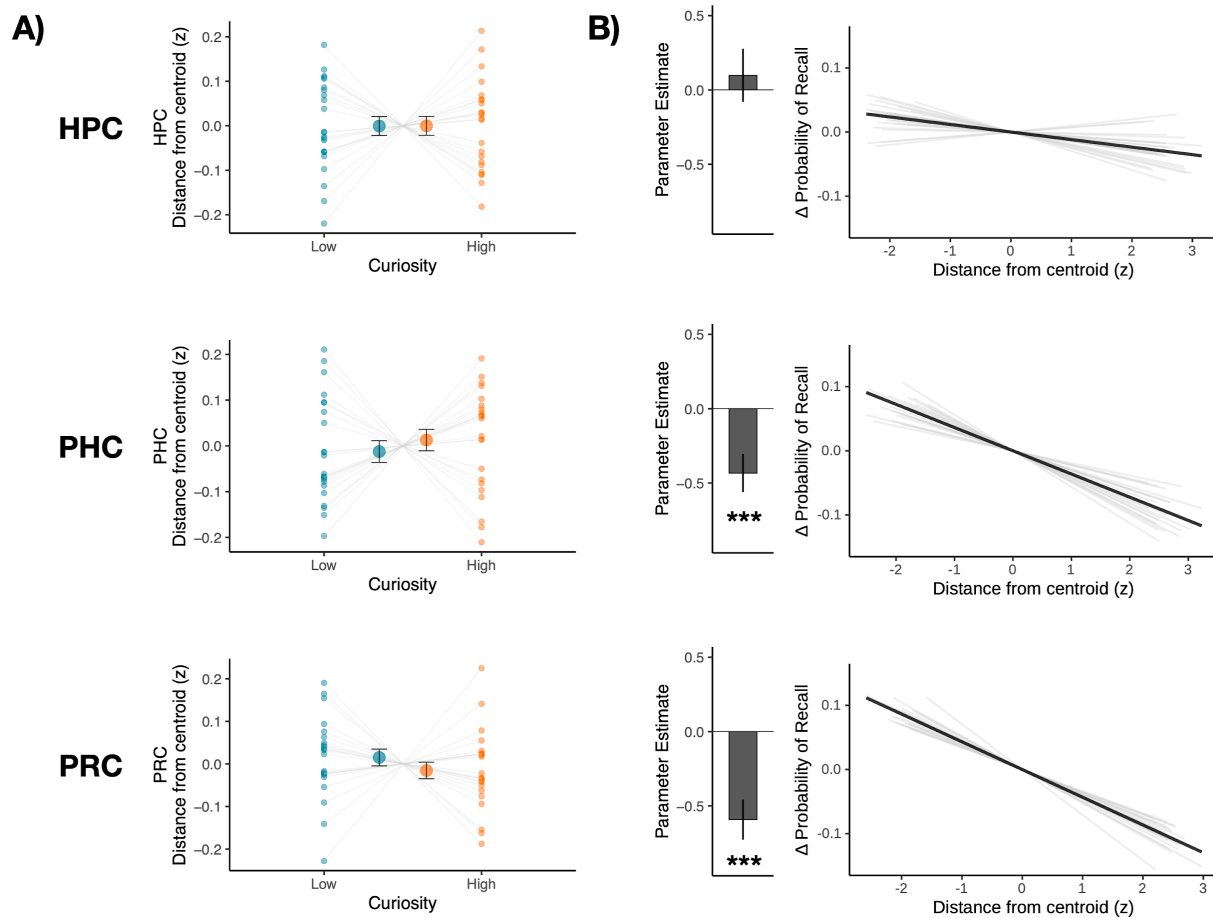 A)
B)
HPC
HPC
Distance from centroid (z)
0.2
0.1
0.0
−0.1
−0.2
Low
High
Curiosity
Parameter Estimate
0.5
0.0
−0.5
Δ Probability of Recall
0.1
0.0
-0.1
-2
-1
0
1
2
3
Distance from centroid (z)
PHC
PHC
Distance from centroid (z)
0.2
0.1
0.0
−0.1
−0.2
Low
High
Curiosity
Parameter Estimate
0.5
0.0
−0.5
***
Δ Probability of Recall
0.1
0.0
-0.1
-2
-1
0
1
2
3
Distance from centroid (z)
PRC
PRC
Distance from centroid (z)
0.2
0.1
0.0
−0.1
−0.2
Low
High
Curiosity
Parameter Estimate
0.5
0.0
−0.5
***
Δ Probability of Recall
0.1
0.0
-0.1
-2
-1
0
1
2
3
Distance from centroid (z)